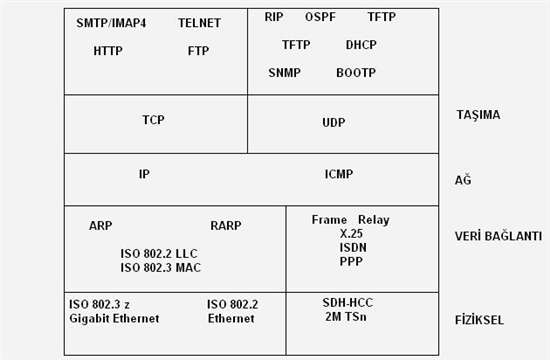 SMTP/IMAP4 TELNET
HTTP FTP
RIP OSPF TFTP
TFTP DHCP
SNMP BOOTP
TCP UDP TAŞIMA
IP ICMP AĞ
ARP RARP
ISO 802.2 LLC
ISO 802.3 MAC
Frame Relay
X.25
ISDN
PPP
VERİ BAĞLANTI
ISO 802.3 z ISO 802.2
Gigabit Ethernet Ethernet
SDH-HCC
2M TSn
FİZİKSEL